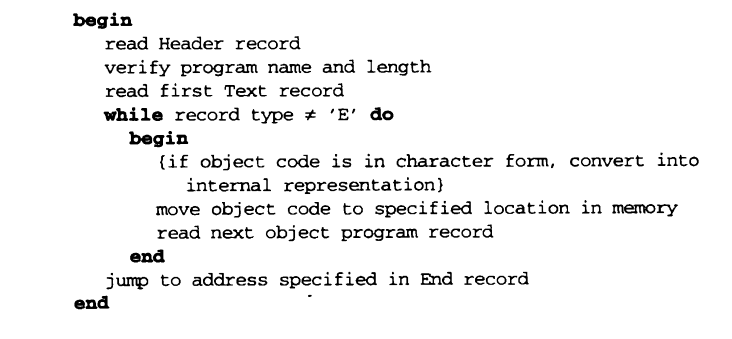 begin
read Header record
verify program name and length
read first Text record
while record type ≠ 'E' do
begin
{if object code is in character form, convert into
internal representation}
move object code to specified location in memory
read next object program record
end
jump to address specified in End record
end